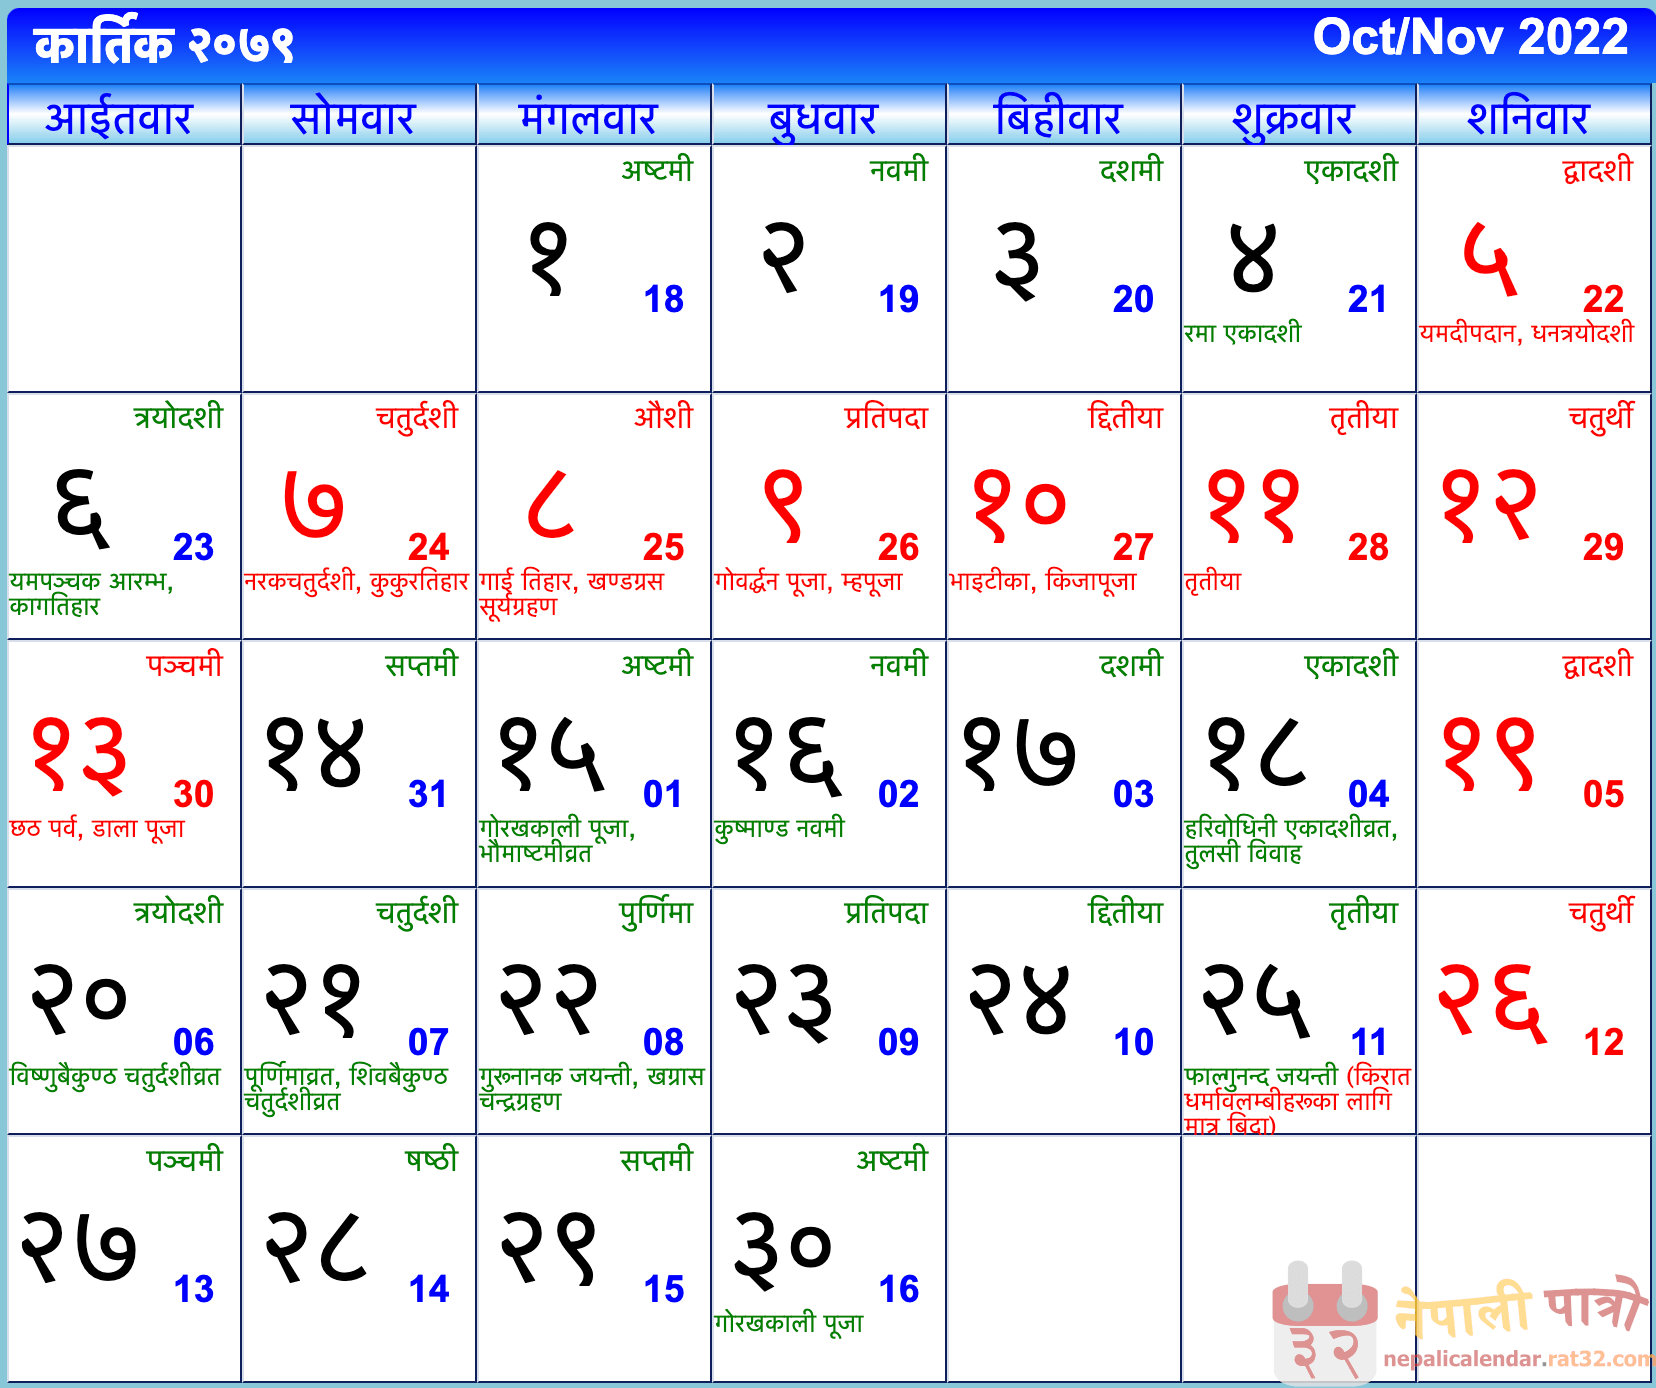 कार्तिक २०७९
Oct/Nov 2022
आईतवार सोमवार मंगलवार बुधवार बिहीवार शुक्रवार शनिवार
अष्टमी
१
18
नवमी
२
19
दशमी
३
20
एकादशी
४
21
रमा एकादशी
द्वादशी
५
22
यमदीपदान, धनत्रयोदशी
त्रयोदशी
६
23
यमपञ्चक आरम्भ,
कागतिहार
चतुर्दशी
७
24
नरकचतुर्दशी, कुकुरतिहार
औशी
८
25
गाई तिहार, खण्डग्रस
सूर्यग्रहण
प्रतिपदा
९
26
गोवर्द्धन पूजा, म्हपूजा
द्दितीया
१०
27
भाइटीका, किजापूजा
तृतीया
११
28
तृतीया
चतुर्थी
१२
29
पञ्चमी
१३
30
छठ पर्व, डाला पूजा
सप्तमी
१४
31
अष्टमी
१५
01
गोरखकाली पूजा,
भौमाष्टमीव्रत
नवमी
१६
02
कुष्माण्ड नवमी
दशमी
१७
03
एकादशी
१८
04
हरिवोधिनी एकादशीव्रत,
तुलसी विवाह
द्वादशी
१९
05
त्रयोदशी
२०
06
विष्णुबैकुण्ठ चतुर्दशीव्रत
चतुर्दशी
२१
07
पूर्णिमाव्रत, शिवबैकुण्ठ
चतुर्दशीव्रत
पुर्णिमा
२२
08
गुरूनानक जयन्ती, खग्रास
चन्द्रग्रहण
प्रतिपदा
२३
09
द्दितीया
२४
10
तृतीया
२५
11
फाल्गुनन्द जयन्ती (किरात
धर्मावलम्बीहरूका लागि
मात्र बिदा)
चतुर्थी
२६
12
पञ्चमी
२७
13
षष्ठी
२८
14
सप्तमी
२९
15
अष्टमी
३०
16
गोरखकाली पूजा
३२
नेपाली पात्रो
nepalicalendar.rat32.com